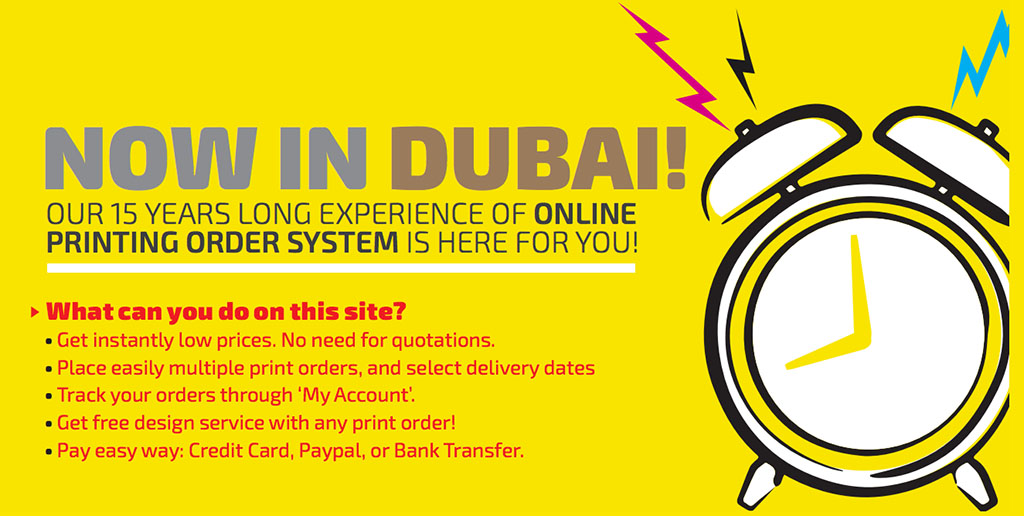 NOW IN DUBAI!
OUR 15 YEARS LONG EXPERIENCE OF ONLINE
PRINTING ORDER SYSTEM IS HERE FOR YOU!
What can you do on this site?
• Get instantly low prices. No need for quotations.
• Place easily multiple print orders, and select delivery dates
• Track your orders through ‘My Account’.
• Get free design service with any print order!
• Pay easy way: Credit Card, Paypal, or Bank Transfer.